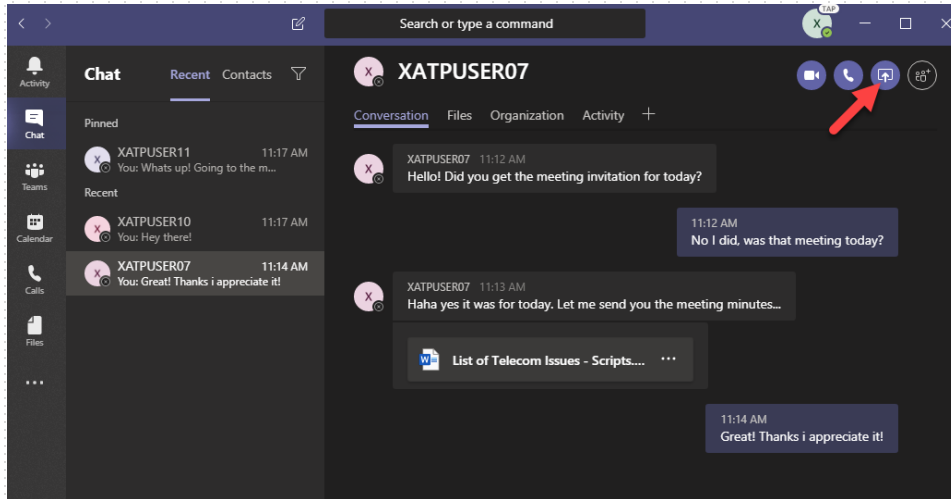 Search or type a command
TAP
X
Activity
Chat
Teams
Calendar
Calls
Files
Chat
Recent
Contacts
Pinned
X
XATPUSER11
11:17 AM
You: Whats up! Going to the m...
Recent
X
XATPUSER10
11:17 AM
You: Hey there!
X
XATPUSER07
11:14 AM
You: Great! Thanks i appreciate it!
X
XATPUSER07
Conversation
Files
Organization
Activity
X
XATPUSER07 11:12 AM
Hello! Did you get the meeting invitation for today?
11:12 AM
No I did, was that meeting today?
X
XATPUSER07 11:13 AM
Haha yes it was for today. Let me send you the meeting minutes...
W
List of Telecom Issues - Scripts....
11:14 AM
Great! Thanks i appreciate it!